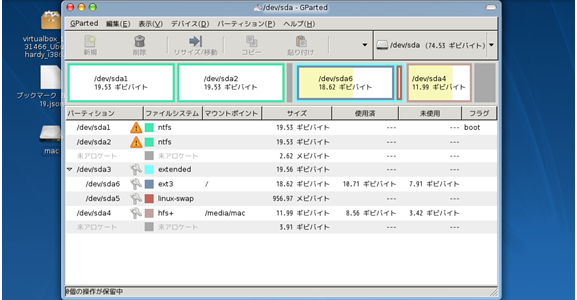 /dev/sda - GParted
GParted 編集(E) 表示(V) デバイス(D) パーティション(P) ヘルプ(H)
新規 削除 リサイズ/移動 コピー 貼り付け /dev/sda (74.53 ギビバイト)
virtualbox_
31466_Ub
hardy_i386
ブックマーク
19.json
mac
/dev/sda1
19.53 ギビバイト
/dev/sda2
19.53 ギビバイト
/dev/sda6
18.62 ギビバイト
/dev/sda4
11.99 ギビバイト
パーティション ファイルシステム マウントポイント サイズ 使用済 未使用 フラグ
/dev/sda1 ntfs 19.53 ギビバイト --- --- boot
/dev/sda2 ntfs 19.53 ギビバイト --- ---
未アロケート 未アロケート 2.62 メビバイト --- ---
/dev/sda3 extended 19.56 ギビバイト --- ---
/dev/sda6 ext3 / 18.62 ギビバイト 10.71 ギビバイト 7.91 ギビバイト
/dev/sda5 linux-swap 956.97 メビバイト --- ---
/dev/sda4 hfs+ /media/mac 11.99 ギビバイト 8.56 ギビバイト 3.42 ギビバイト
未アロケート 未アロケート 3.91 ギビバイト --- ---
0個の操作が保留中